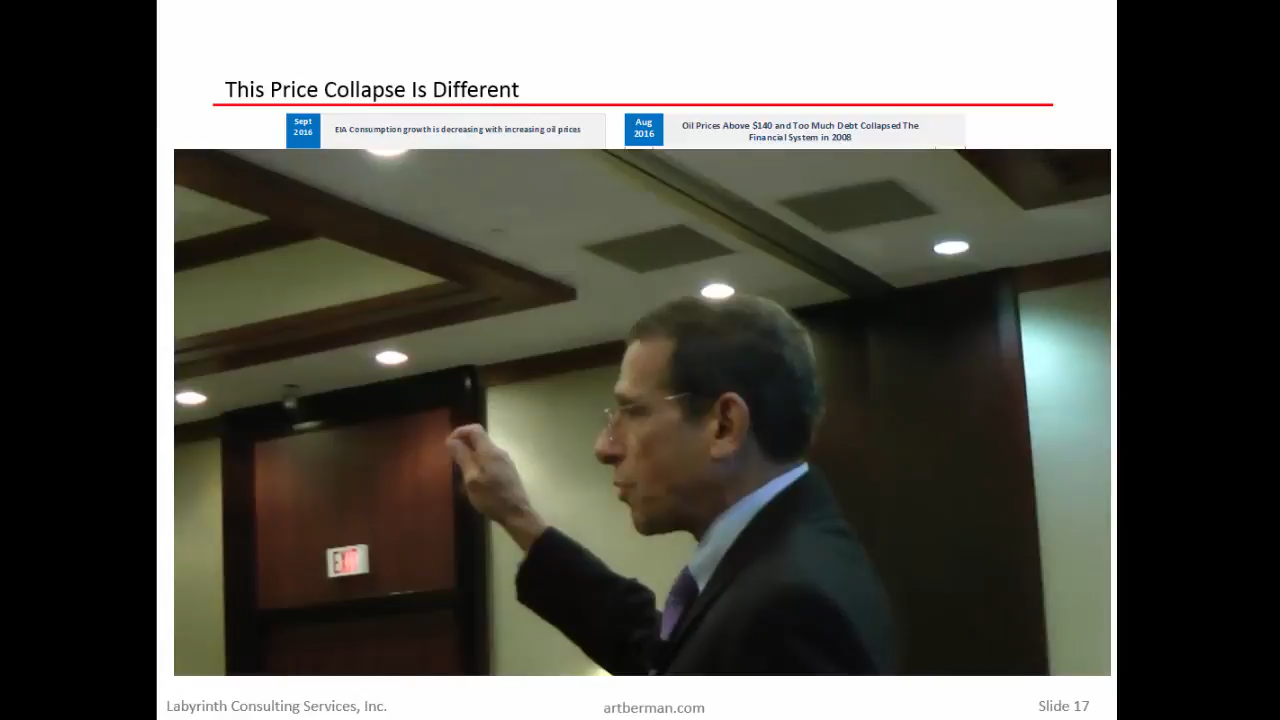 This Price Collapse Is Different
Sept
2016
EIA Consumption growth is decreasing with increasing oil prices
Aug
2016
Oil Prices Above $140 and Too Much Debt Collapsed The
Financial System in 2008
EXIT
Labyrinth Consulting Services, Inc.
artberman.com
Slide 17